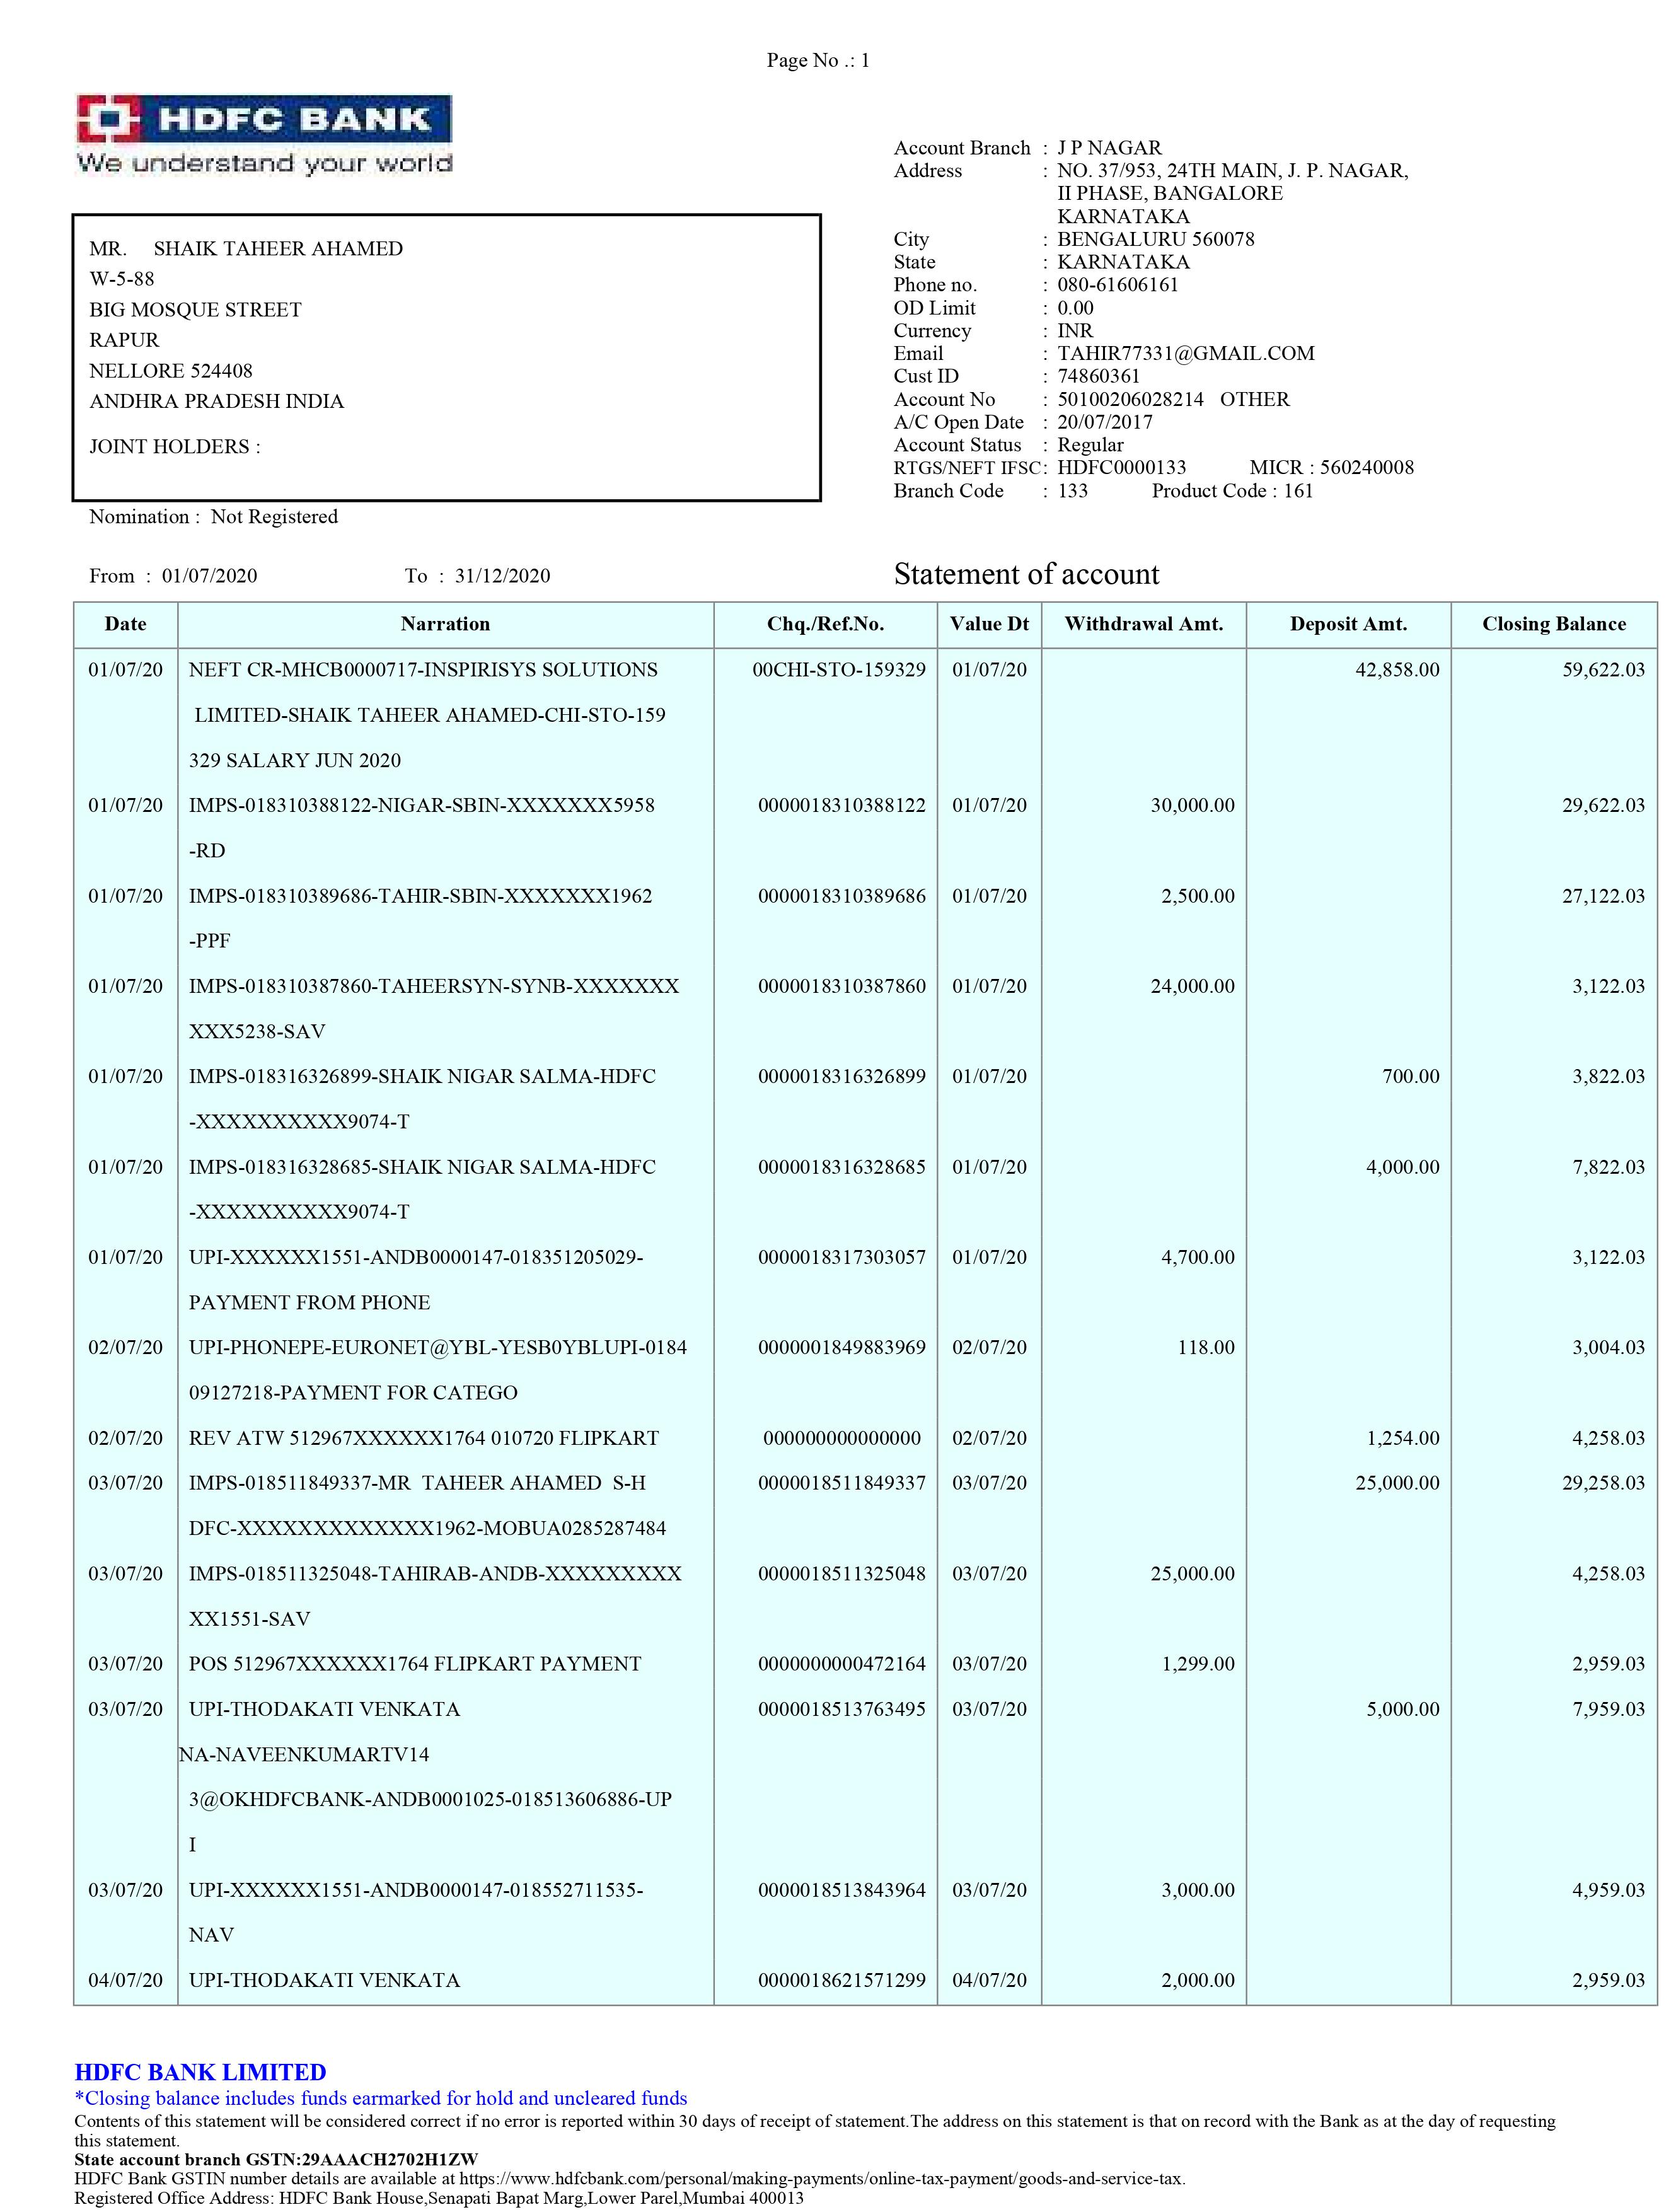 Page No .: 1
HDFC BANK
We understand your world
MR. SHAIK TAHEER AHAMED
W-5-88
BIG MOSQUE STREET
RAPUR
NELLORE 524408
ANDHRA PRADESH INDIA
JOINT HOLDERS :
Nomination : Not Registered
Account Branch : J P NAGAR
Address : NO. 37/953, 24TH MAIN, J. P. NAGAR,
II PHASE, BANGALORE
KARNATAKA
City : BENGALURU 560078
State : KARNATAKA
Phone no. : 080-61606161
OD Limit : 0.00
Currency : INR
Email : TAHIR77331@GMAIL.COM
Cust ID : 74860361
Account No : 50100206028214 OTHER
A/C Open Date : 20/07/2017
Account Status : Regular
RTGS/NEFT IFSC : HDFC0000133 MICR : 560240008
Branch Code : 133 Product Code : 161
From : 01/07/2020 To : 31/12/2020 Statement of account
Date Narration Chq./Ref.No. Value Dt Withdrawal Amt. Deposit Amt. Closing Balance
01/07/20 NEFT CR-MHCB0000717-INSPIRISYS SOLUTIONS 00CHI-STO-159329 01/07/20 42,858.00 59,622.03
LIMITED-SHAIK TAHEER AHAMED-CHI-STO-159
329 SALARY JUN 2020
01/07/20 IMPS-018310388122-NIGAR-SBIN-XXXXXXX5958 0000018310388122 01/07/20 30,000.00 29,622.03
-RD
01/07/20 IMPS-018310389686-TAHIR-SBIN-XXXXXXX1962 0000018310389686 01/07/20 2,500.00 27,122.03
-PPF
01/07/20 IMPS-018310387860-TAHEERSYN-SYNB-XXXXXXX 0000018310387860 01/07/20 24,000.00 3,122.03
XXX5238-SAV
01/07/20 IMPS-018316326899-SHAIK NIGAR SALMA-HDFC 0000018316326899 01/07/20 700.00 3,822.03
-XXXXXXXXXX9074-T
01/07/20 IMPS-018316328685-SHAIK NIGAR SALMA-HDFC 0000018316328685 01/07/20 4,000.00 7,822.03
-XXXXXXXXXX9074-T
01/07/20 UPI-XXXXXX1551-ANDB0000147-018351205029- 0000018317303057 01/07/20 4,700.00 3,122.03
PAYMENT FROM PHONE
02/07/20 UPI-PHONEPE-EURONET@YBL-YESB0YBLUPI-0184 0000001849883969 02/07/20 118.00 3,004.03
09127218-PAYMENT FOR CATEGO
02/07/20 REV ATW 512967XXXXXX1764 010720 FLIPKART 000000000000000 02/07/20 1,254.00 4,258.03
03/07/20 IMPS-018511849337-MR TAHEER AHAMED S-H 0000018511849337 03/07/20 25,000.00 29,258.03
DFC-XXXXXXXXXXXXX1962-MOBUA0285287484
03/07/20 IMPS-018511325048-TAHIRAB-ANDB-XXXXXXXXX 0000018511325048 03/07/20 25,000.00 4,258.03
XX1551-SAV
03/07/20 POS 512967XXXXXX1764 FLIPKART PAYMENT 0000000000472164 03/07/20 1,299.00 2,959.03
03/07/20 UPI-THODAKATI VENKATA 0000018513763495 03/07/20 5,000.00 7,959.03
NA-NAVEENKUMARTV14
3@OKHDFCBANK-ANDB0001025-018513606886-UP
I
03/07/20 UPI-XXXXXX1551-ANDB0000147-018552711535- 0000018513843964 03/07/20 3,000.00 4,959.03
NAV
04/07/20 UPI-THODAKATI VENKATA 0000018621571299 04/07/20 2,000.00 2,959.03
HDFC BANK LIMITED
*Closing balance includes funds earmarked for hold and uncleared funds
Contents of this statement will be considered correct if no error is reported within 30 days of receipt of statement.The address on this statement is that on record with the Bank as at the day of requesting
this statement.
State account branch GSTN:29AAACH2702H1ZW
HDFC Bank GSTIN number details are available at https://www.hdfcbank.com/personal/making-payments/online-tax-payment/goods-and-service-tax.
Registered Office Address: HDFC Bank House,Senapati Bapat Marg,Lower Parel,Mumbai 400013